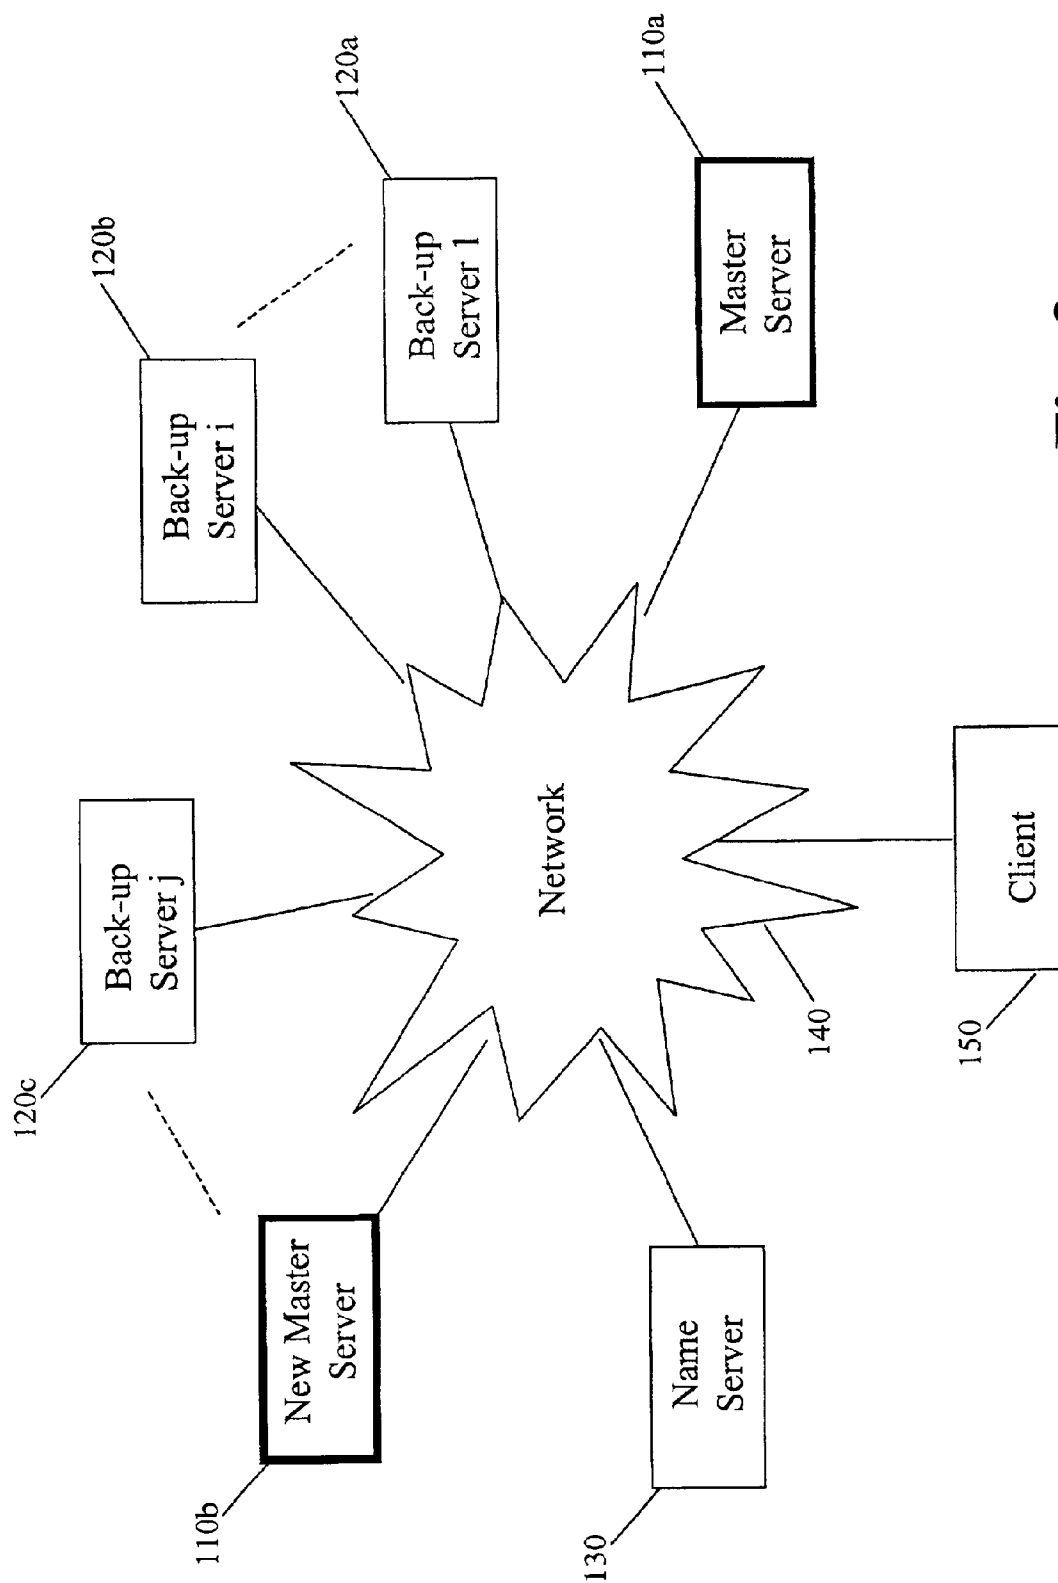 120c
Back-up
Server j
120b
Back-up
Server i
120a
Back-up
Server 1
110b
New Master
Server
Network
110a
Master
Server
130
Name
Server
140
150
Client